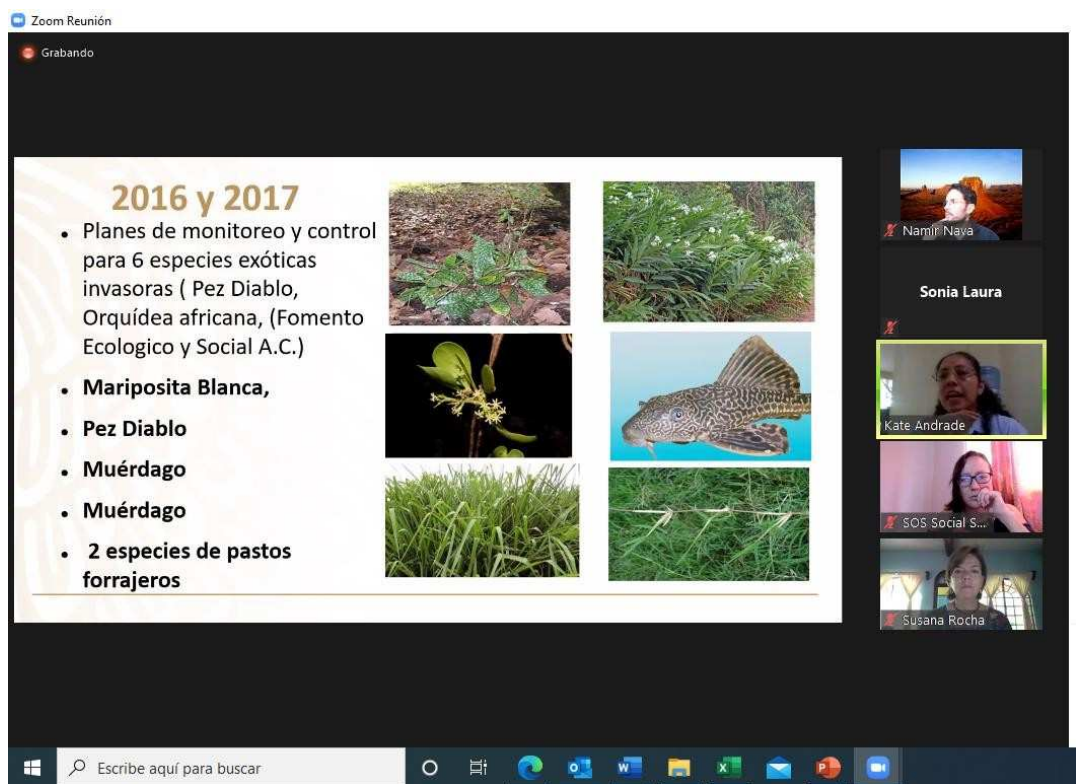 Zoom Reunión
Grabando
2016 y 2017
• Planes de monitoreo y control
para 6 especies exóticas
invasoras ( Pez Diablo,
Orquídea africana, (Fomento
Ecologico y Social A.C.)
• Mariposita Blanca,
• Pez Diablo
• Muérdago
• Muérdago
• 2 especies de pastos
forrajeros
Namir Nava
Sonia Laura
Kate Andrade
SOS Social S...
Susana Rocha
Escribe aquí para buscar